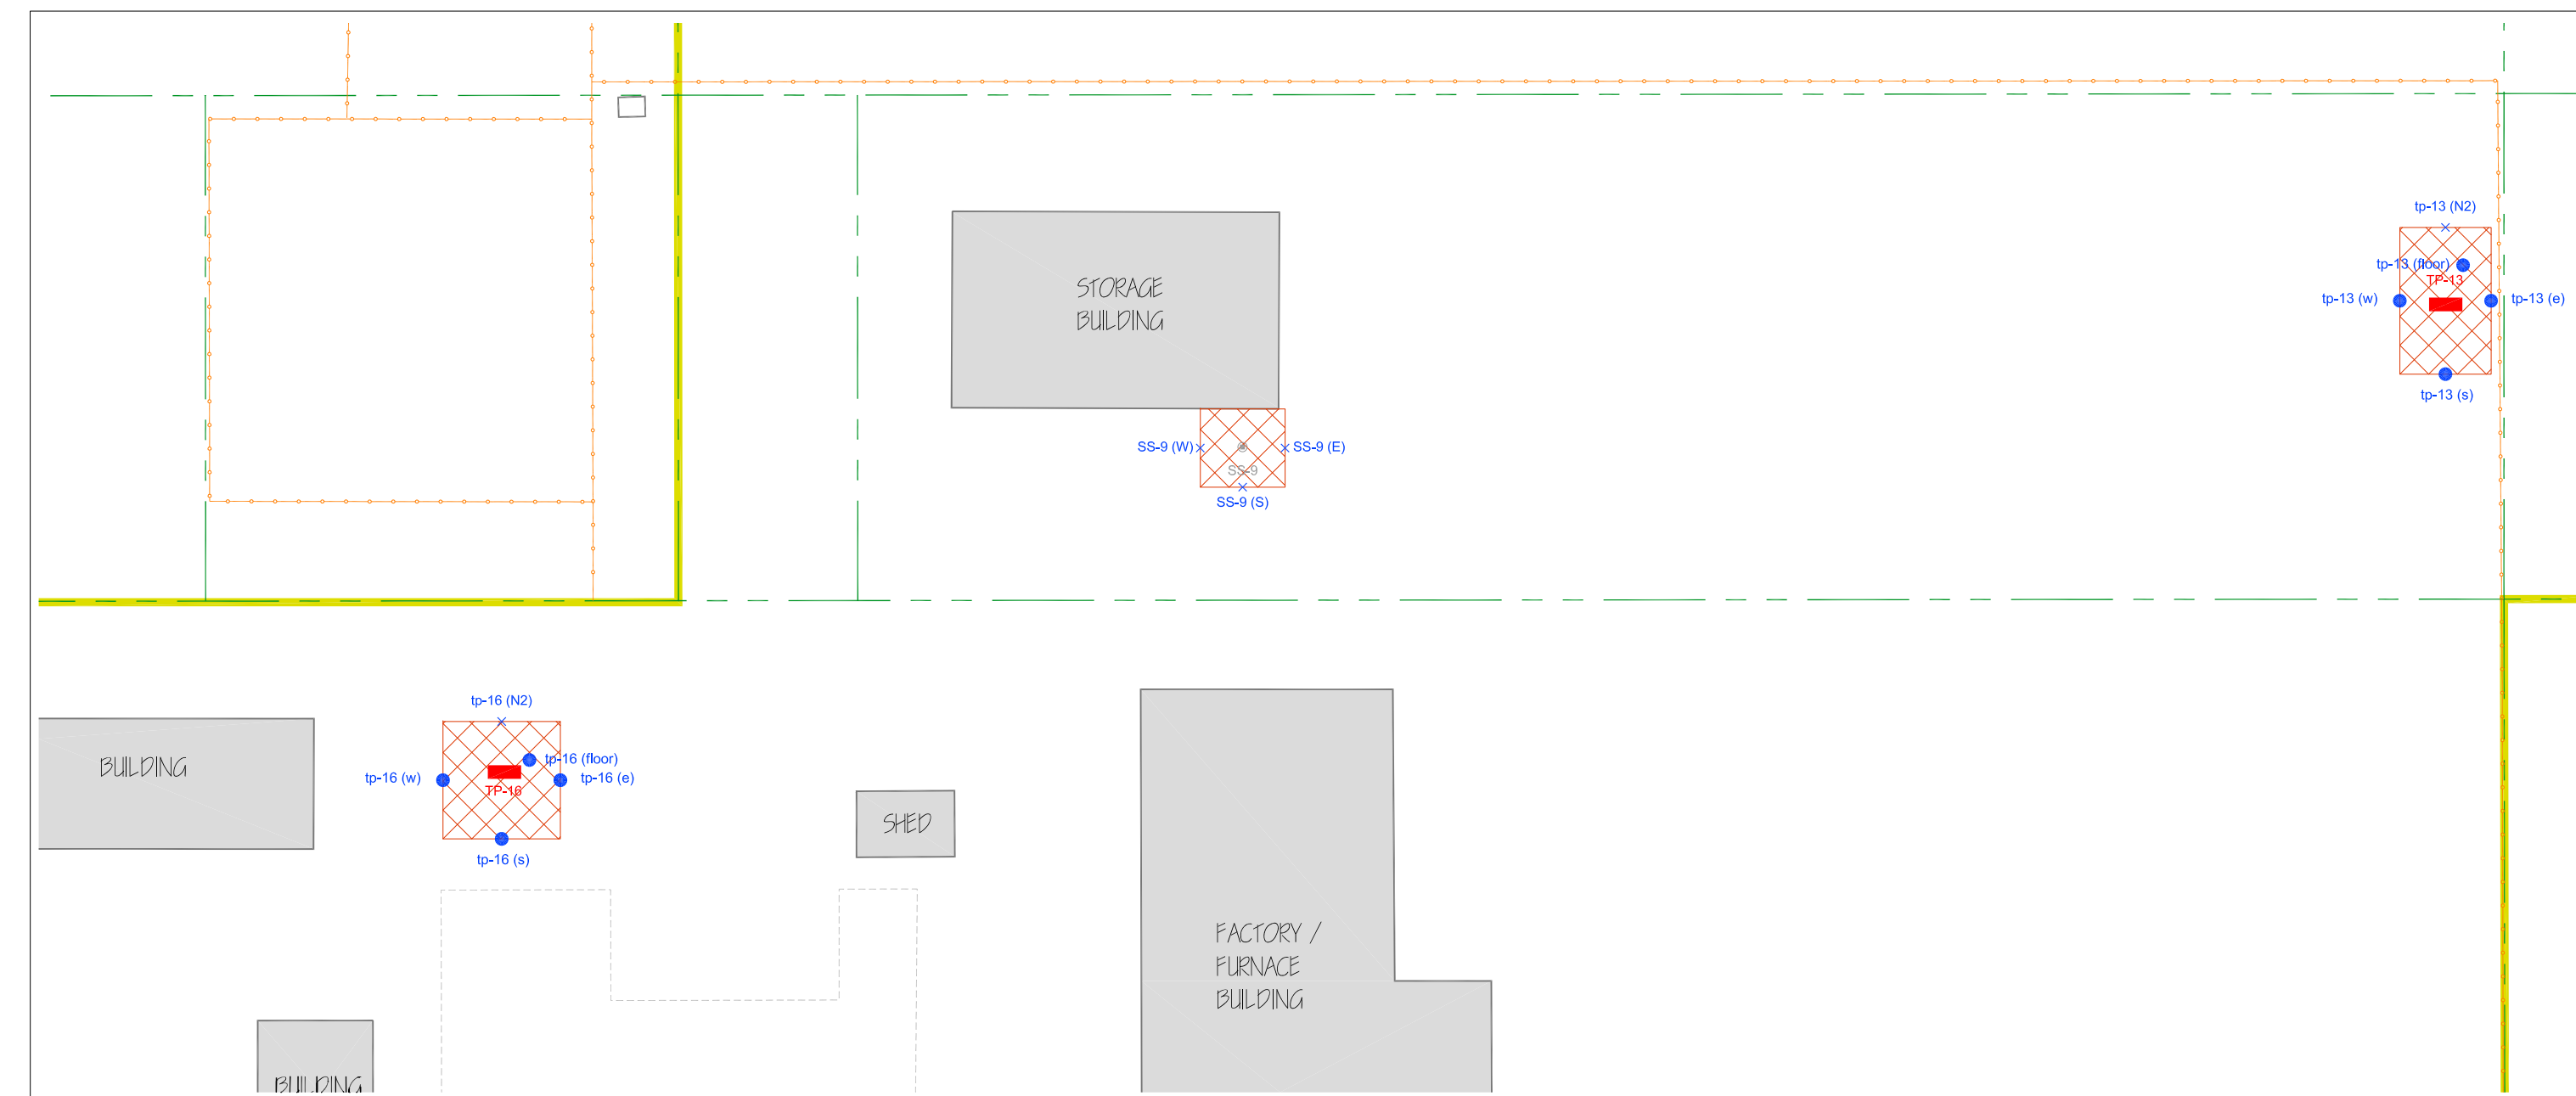 tp-13 (N2)
tp-13 (floor)
TP-13
tp-13 (w)
tp-13 (e)
tp-13 (s)
STORAGE
BUILDING
SS-9 (W)
SS-9 (E)
SS-9
SS-9 (S)
tp-16 (N2)
tp-16 (floor)
tp-16 (w)
tp-16 (e)
TP-16
tp-16 (s)
BUILDING
SHED
FACTORY /
FURNACE
BUILDING
BUILDING